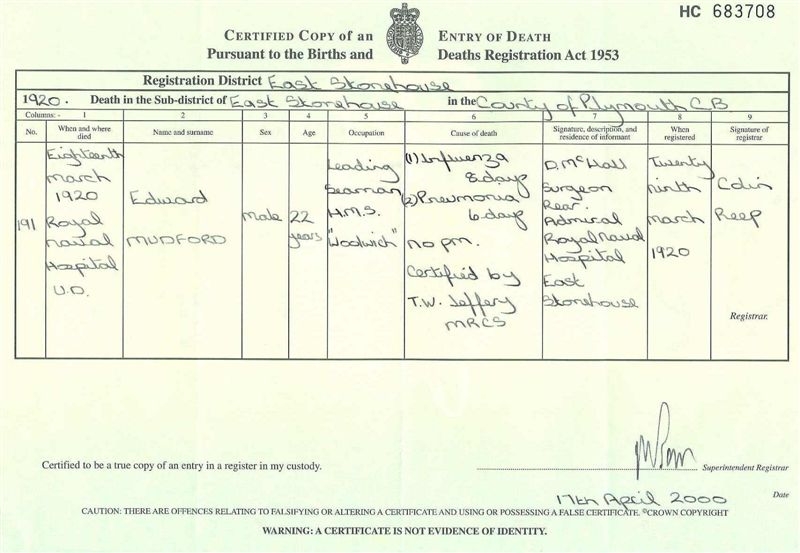 HC 683708
CERTIFIED COPY of an ENTRY OF DEATH
Pursuant to the Births and Deaths Registration Act 1953
Registration District East Stonehouse
1920. Death in the Sub-district of East Stonehouse in the County of Plymouth C B
Columns:- 1 2 3 4 5 6 7 8 9
No. When and where died Name and surname Sex Age Occupation Cause of death Signature, description, and residence of informant When registered Signature of registrar
191
Eighteenth
March
1920
Royal
Naval
Hospital
U.D.
Edward
MUDFORD
Male
22
years
Leading
Seaman
H.M.S.
"Woolwich"
(1) Influenza
8 days
(2) Pneumonia
6 days
no pm.
Certified by
T.W. Jeffery
MRCS
D. McHall
Surgeon
Rear.
Admiral
Royal Naval
Hospital
East
Stonehouse
Twenty
ninth
March
1920
Colin
Reep
Registrar.
Certified to be a true copy of an entry in a register in my custody.
Superintendent Registrar
17th April 2000
Date
CAUTION: THERE ARE OFFENCES RELATING TO FALSIFYING OR ALTERING A CERTIFICATE AND USING OR POSSESSING A FALSE CERTIFICATE. ©CROWN COPYRIGHT
WARNING: A CERTIFICATE IS NOT EVIDENCE OF IDENTITY.